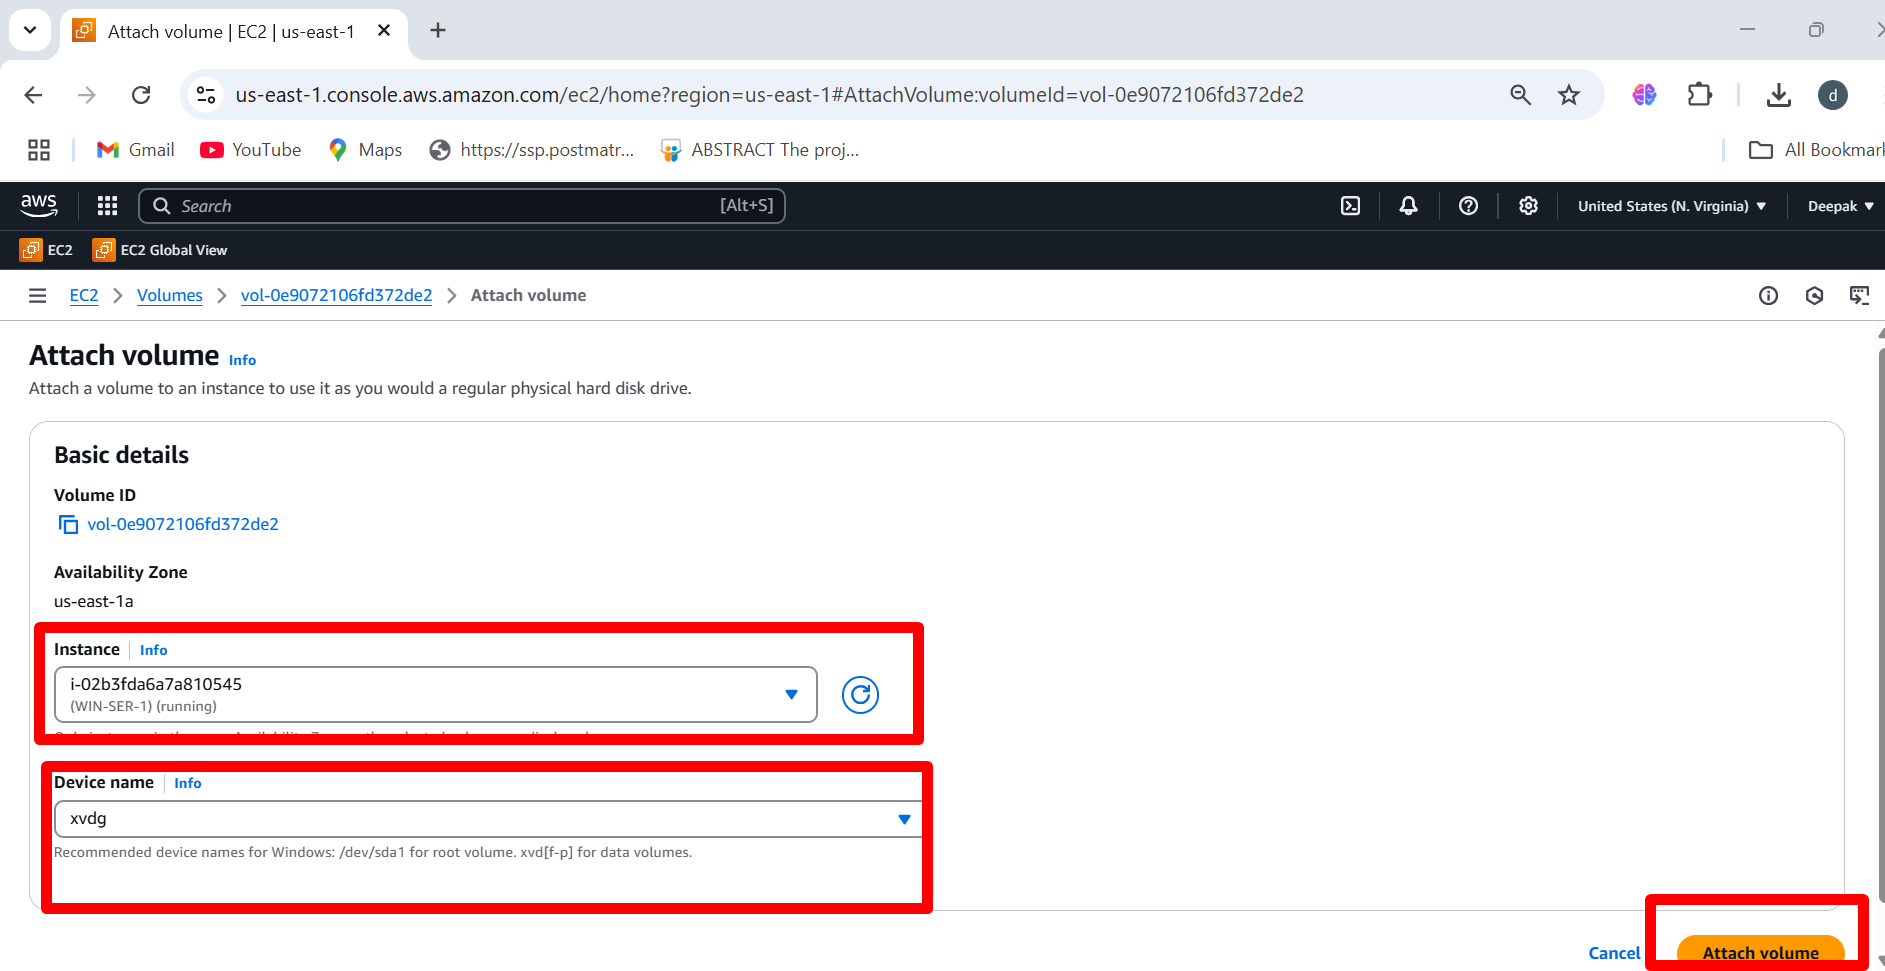 Attach volume | EC2 | us-east-1
us-east-1.console.aws.amazon.com/ec2/home?region=us-east-1#AttachVolume:volumeId=vol-0e9072106fd372de2
d
Gmail YouTube Maps https://ssp.postmatr... ABSTRACT The proj... All Bookmark
aws Search [Alt+S] United States (N. Virginia) Deepak
EC2 EC2 Global View
EC2 > Volumes > vol-0e9072106fd372de2 > Attach volume
Attach volume Info
Attach a volume to an instance to use it as you would a regular physical hard disk drive.
Basic details
Volume ID
vol-0e9072106fd372de2
Availability Zone
us-east-1a
Instance | Info
i-02b3fda6a7a810545
(WIN-SER-1) (running)
Device name | Info
xvdg
Recommended device names for Windows: /dev/sda1 for root volume. xvd[f-p] for data volumes.
Cancel Attach volume